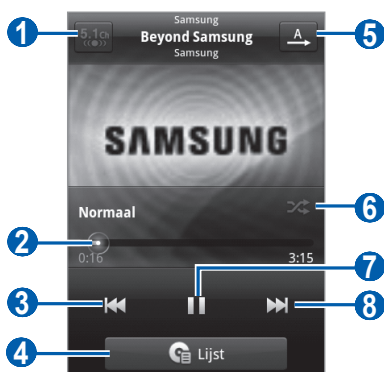 Samsung
1
5.1ch
Beyond Samsung
A
5
Samsung
SAMSUNG
Normaal
6
2
0:16
3:15
7
3
8
4
Lijst